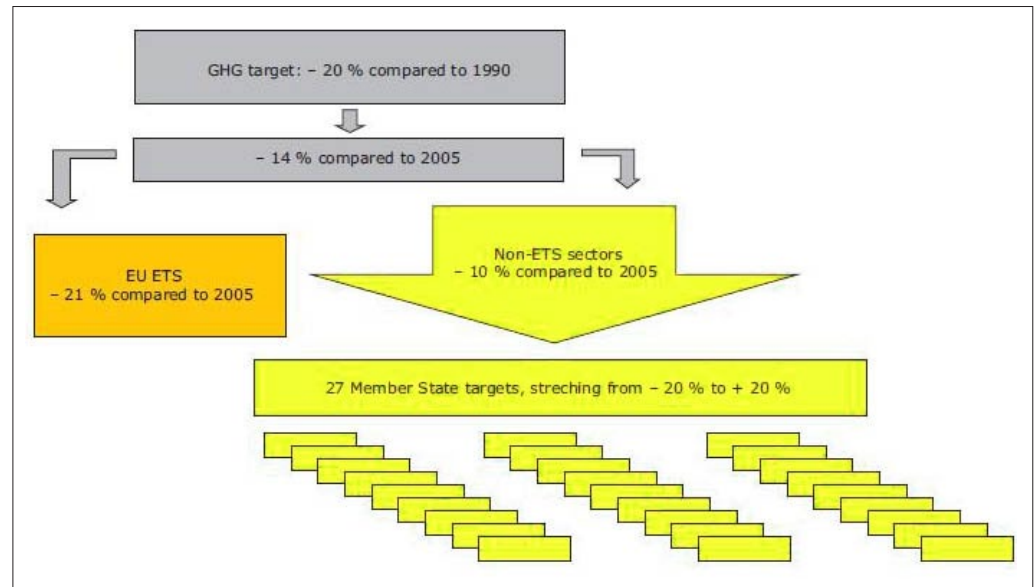 GHG target: – 20 % compared to 1990
– 14 % compared to 2005
EU ETS
– 21 % compared to 2005
Non-ETS sectors
– 10 % compared to 2005
27 Member State targets, streching from – 20 % to + 20 %